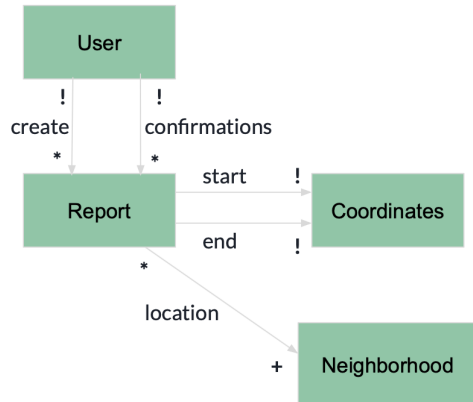 User
! !
create confirmations
* *
Report
start !
Coordinates
end !
*
location
+ Neighborhood